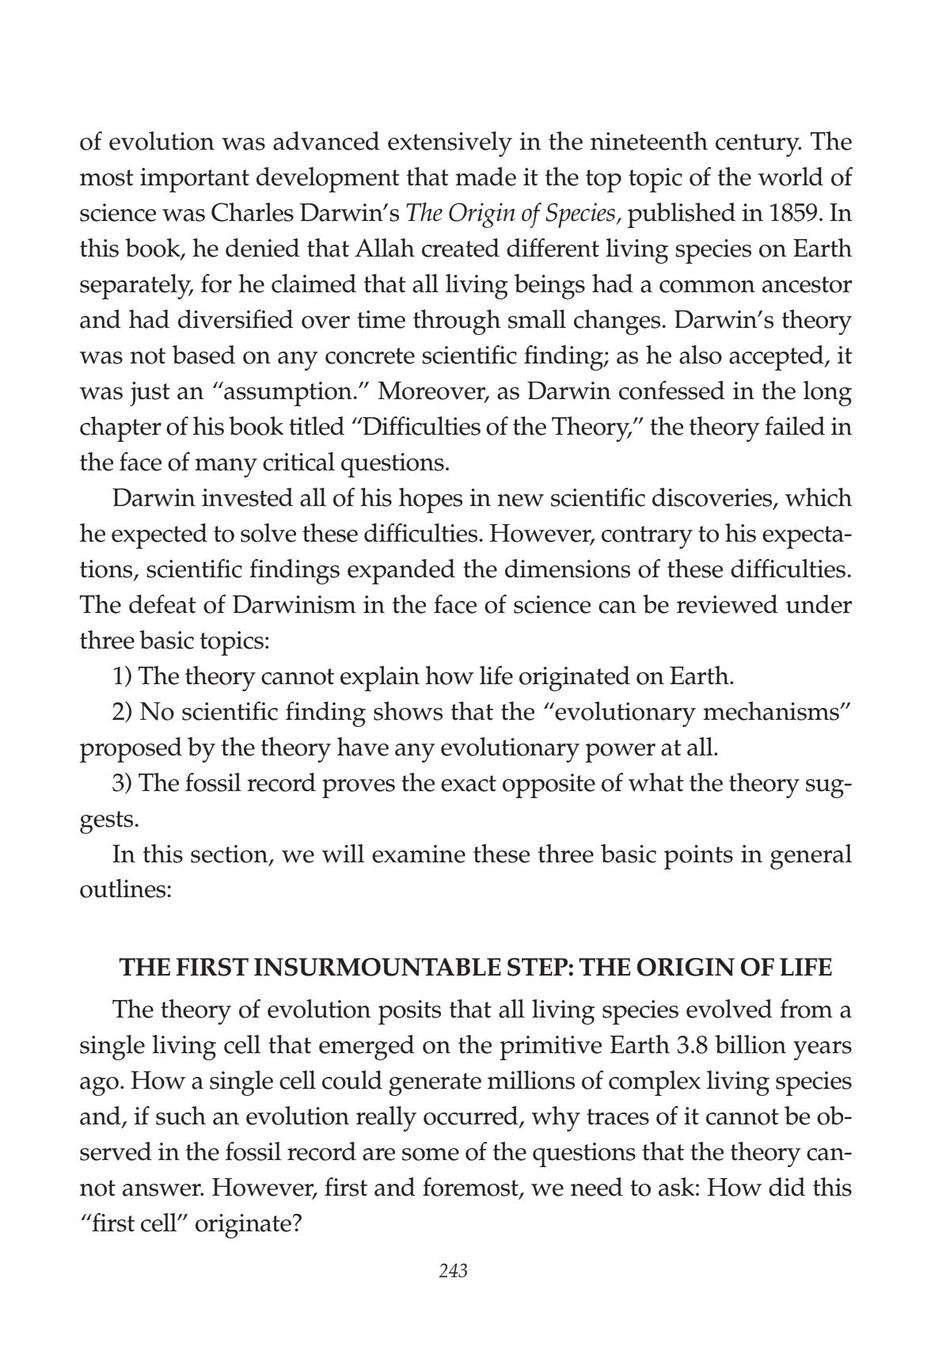 of evolution was advanced extensively in the nineteenth century. The
most important development that made it the top topic of the world of
science was Charles Darwin’s The Origin of Species, published in 1859. In
this book, he denied that Allah created different living species on Earth
separately, for he claimed that all living beings had a common ancestor
and had diversified over time through small changes. Darwin’s theory
was not based on any concrete scientific finding; as he also accepted, it
was just an “assumption.” Moreover, as Darwin confessed in the long
chapter of his book titled “Difficulties of the Theory,” the theory failed in
the face of many critical questions.
Darwin invested all of his hopes in new scientific discoveries, which
he expected to solve these difficulties. However, contrary to his expecta-
tions, scientific findings expanded the dimensions of these difficulties.
The defeat of Darwinism in the face of science can be reviewed under
three basic topics:
1) The theory cannot explain how life originated on Earth.
2) No scientific finding shows that the “evolutionary mechanisms”
proposed by the theory have any evolutionary power at all.
3) The fossil record proves the exact opposite of what the theory sug-
gests.
In this section, we will examine these three basic points in general
outlines:
THE FIRST INSURMOUNTABLE STEP: THE ORIGIN OF LIFE
The theory of evolution posits that all living species evolved from a
single living cell that emerged on the primitive Earth 3.8 billion years
ago. How a single cell could generate millions of complex living species
and, if such an evolution really occurred, why traces of it cannot be ob-
served in the fossil record are some of the questions that the theory can-
not answer. However, first and foremost, we need to ask: How did this
“first cell” originate?
243